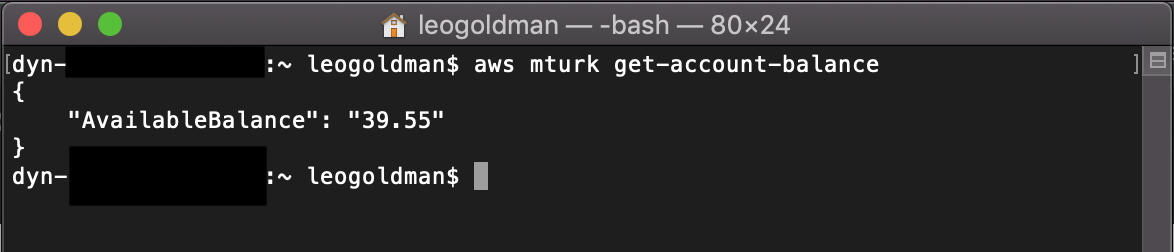 leogoldman — -bash — 80×24
[dyn- :~ leogoldman$ aws mturk get-account-balance ]
{
"AvailableBalance": "39.55"
}
dyn- :~ leogoldman$